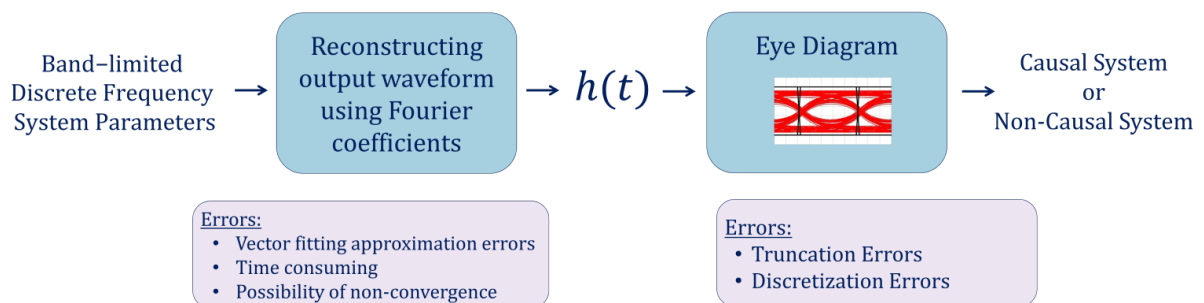 Band–limited
Discrete Frequency
System Parameters
Reconstructing
output waveform
using Fourier
coefficients
h(t)
Eye Diagram
Causal System
or
Non-Causal System
Errors:
• Vector fitting approximation errors
• Time consuming
• Possibility of non-convergence
Errors:
• Truncation Errors
• Discretization Errors